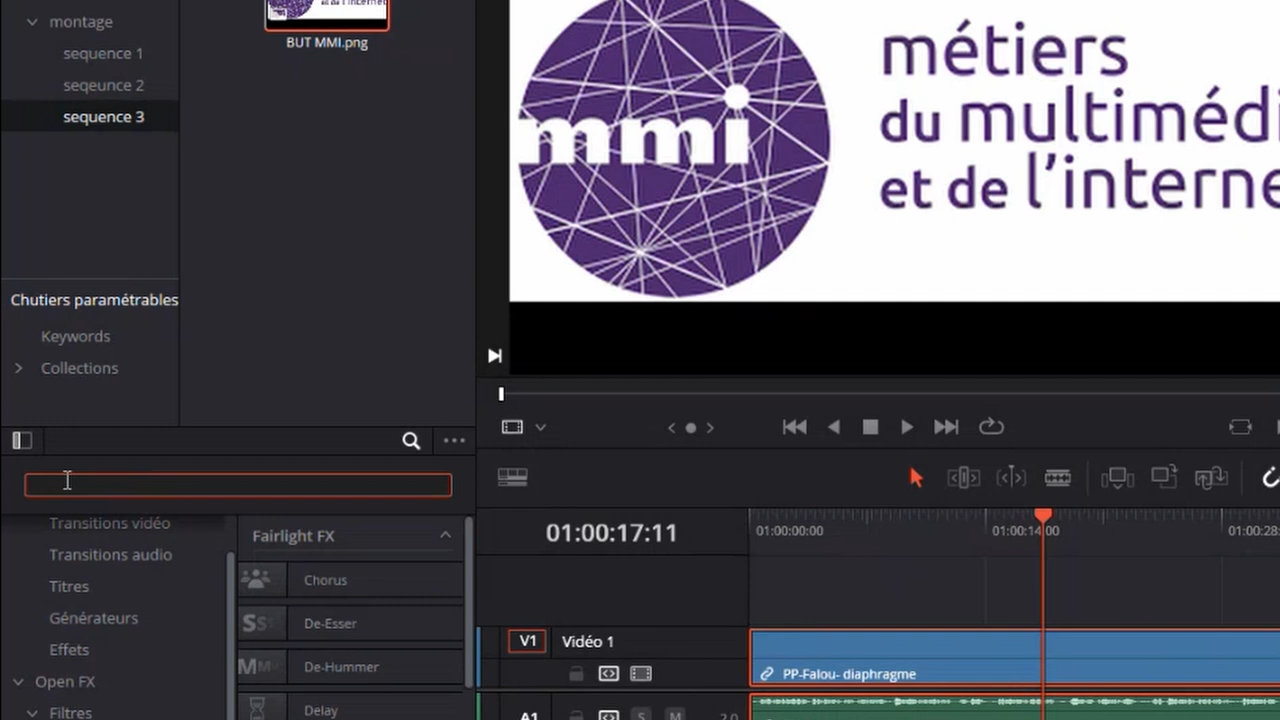 montage
sequence 1
seqeunce 2
sequence 3
BUT MMI.png
mmi
métiers
du multimédi
et de l'interne
Chutiers paramétrables
Keywords
Collections
Transitions vidéo
Transitions audio
Titres
Générateurs
Effets
Open FX
Filtres
Fairlight FX
Chorus
De-Esser
De-Hummer
Delay
01:00:17:11
01:00:00:00
01:00:14:00
01:00:28:
V1
Vidéo 1
PP-Falou- diaphragme
A1
S
M
2.0